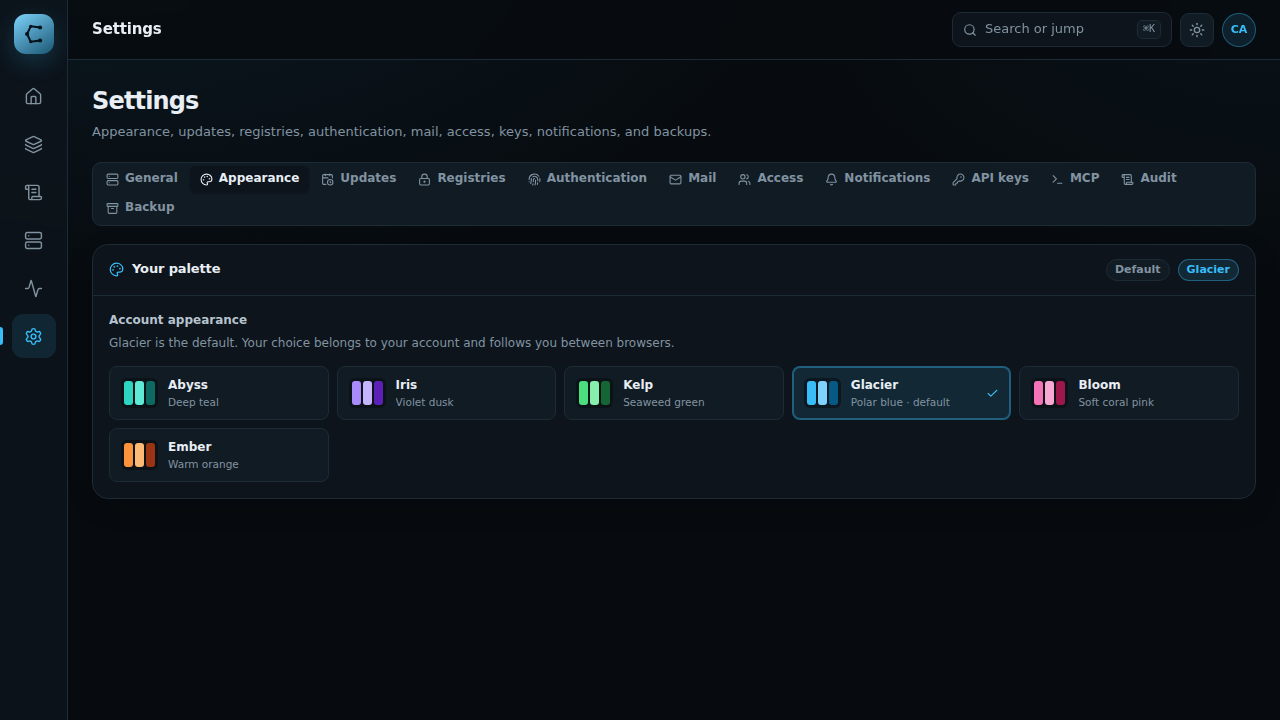 Settings
Search or jump
⌘K
CA
Settings
Appearance, updates, registries, authentication, mail, access, keys, notifications, and backups.
General Appearance Updates Registries Authentication Mail Access Notifications API keys MCP Audit
Backup
Your palette
Default Glacier
Account appearance
Glacier is the default. Your choice belongs to your account and follows you between browsers.
Abyss
Deep teal
Iris
Violet dusk
Kelp
Seaweed green
Glacier
Polar blue · default
Bloom
Soft coral pink
Ember
Warm orange